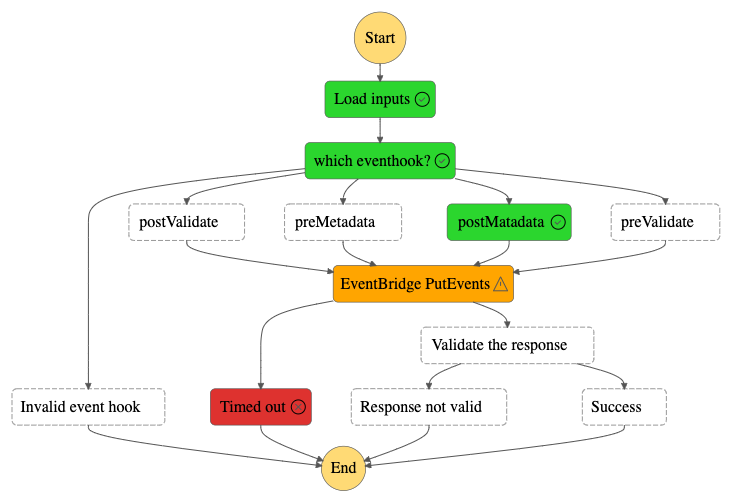 Start
Load inputs
which eventhook?
postValidate
preMetadata
postMatadata
preValidate
EventBridge PutEvents
Validate the response
Invalid event hook
Timed out
Response not valid
Success
End